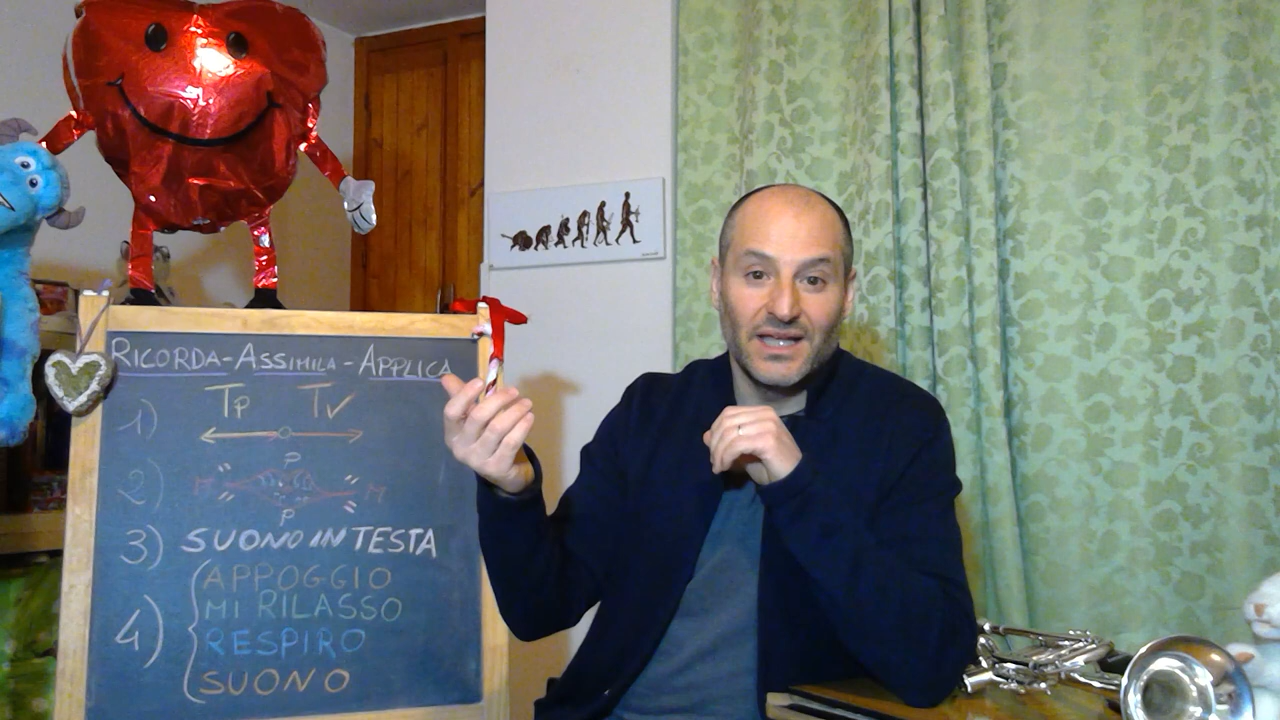 RICORDA-ASSIMILA-APPLICA
1) Tp Tv
2) P
M M
P
3) SUONO IN TESTA
4) APPOGGIO
MI RILASSO
RESPIRO
SUONO